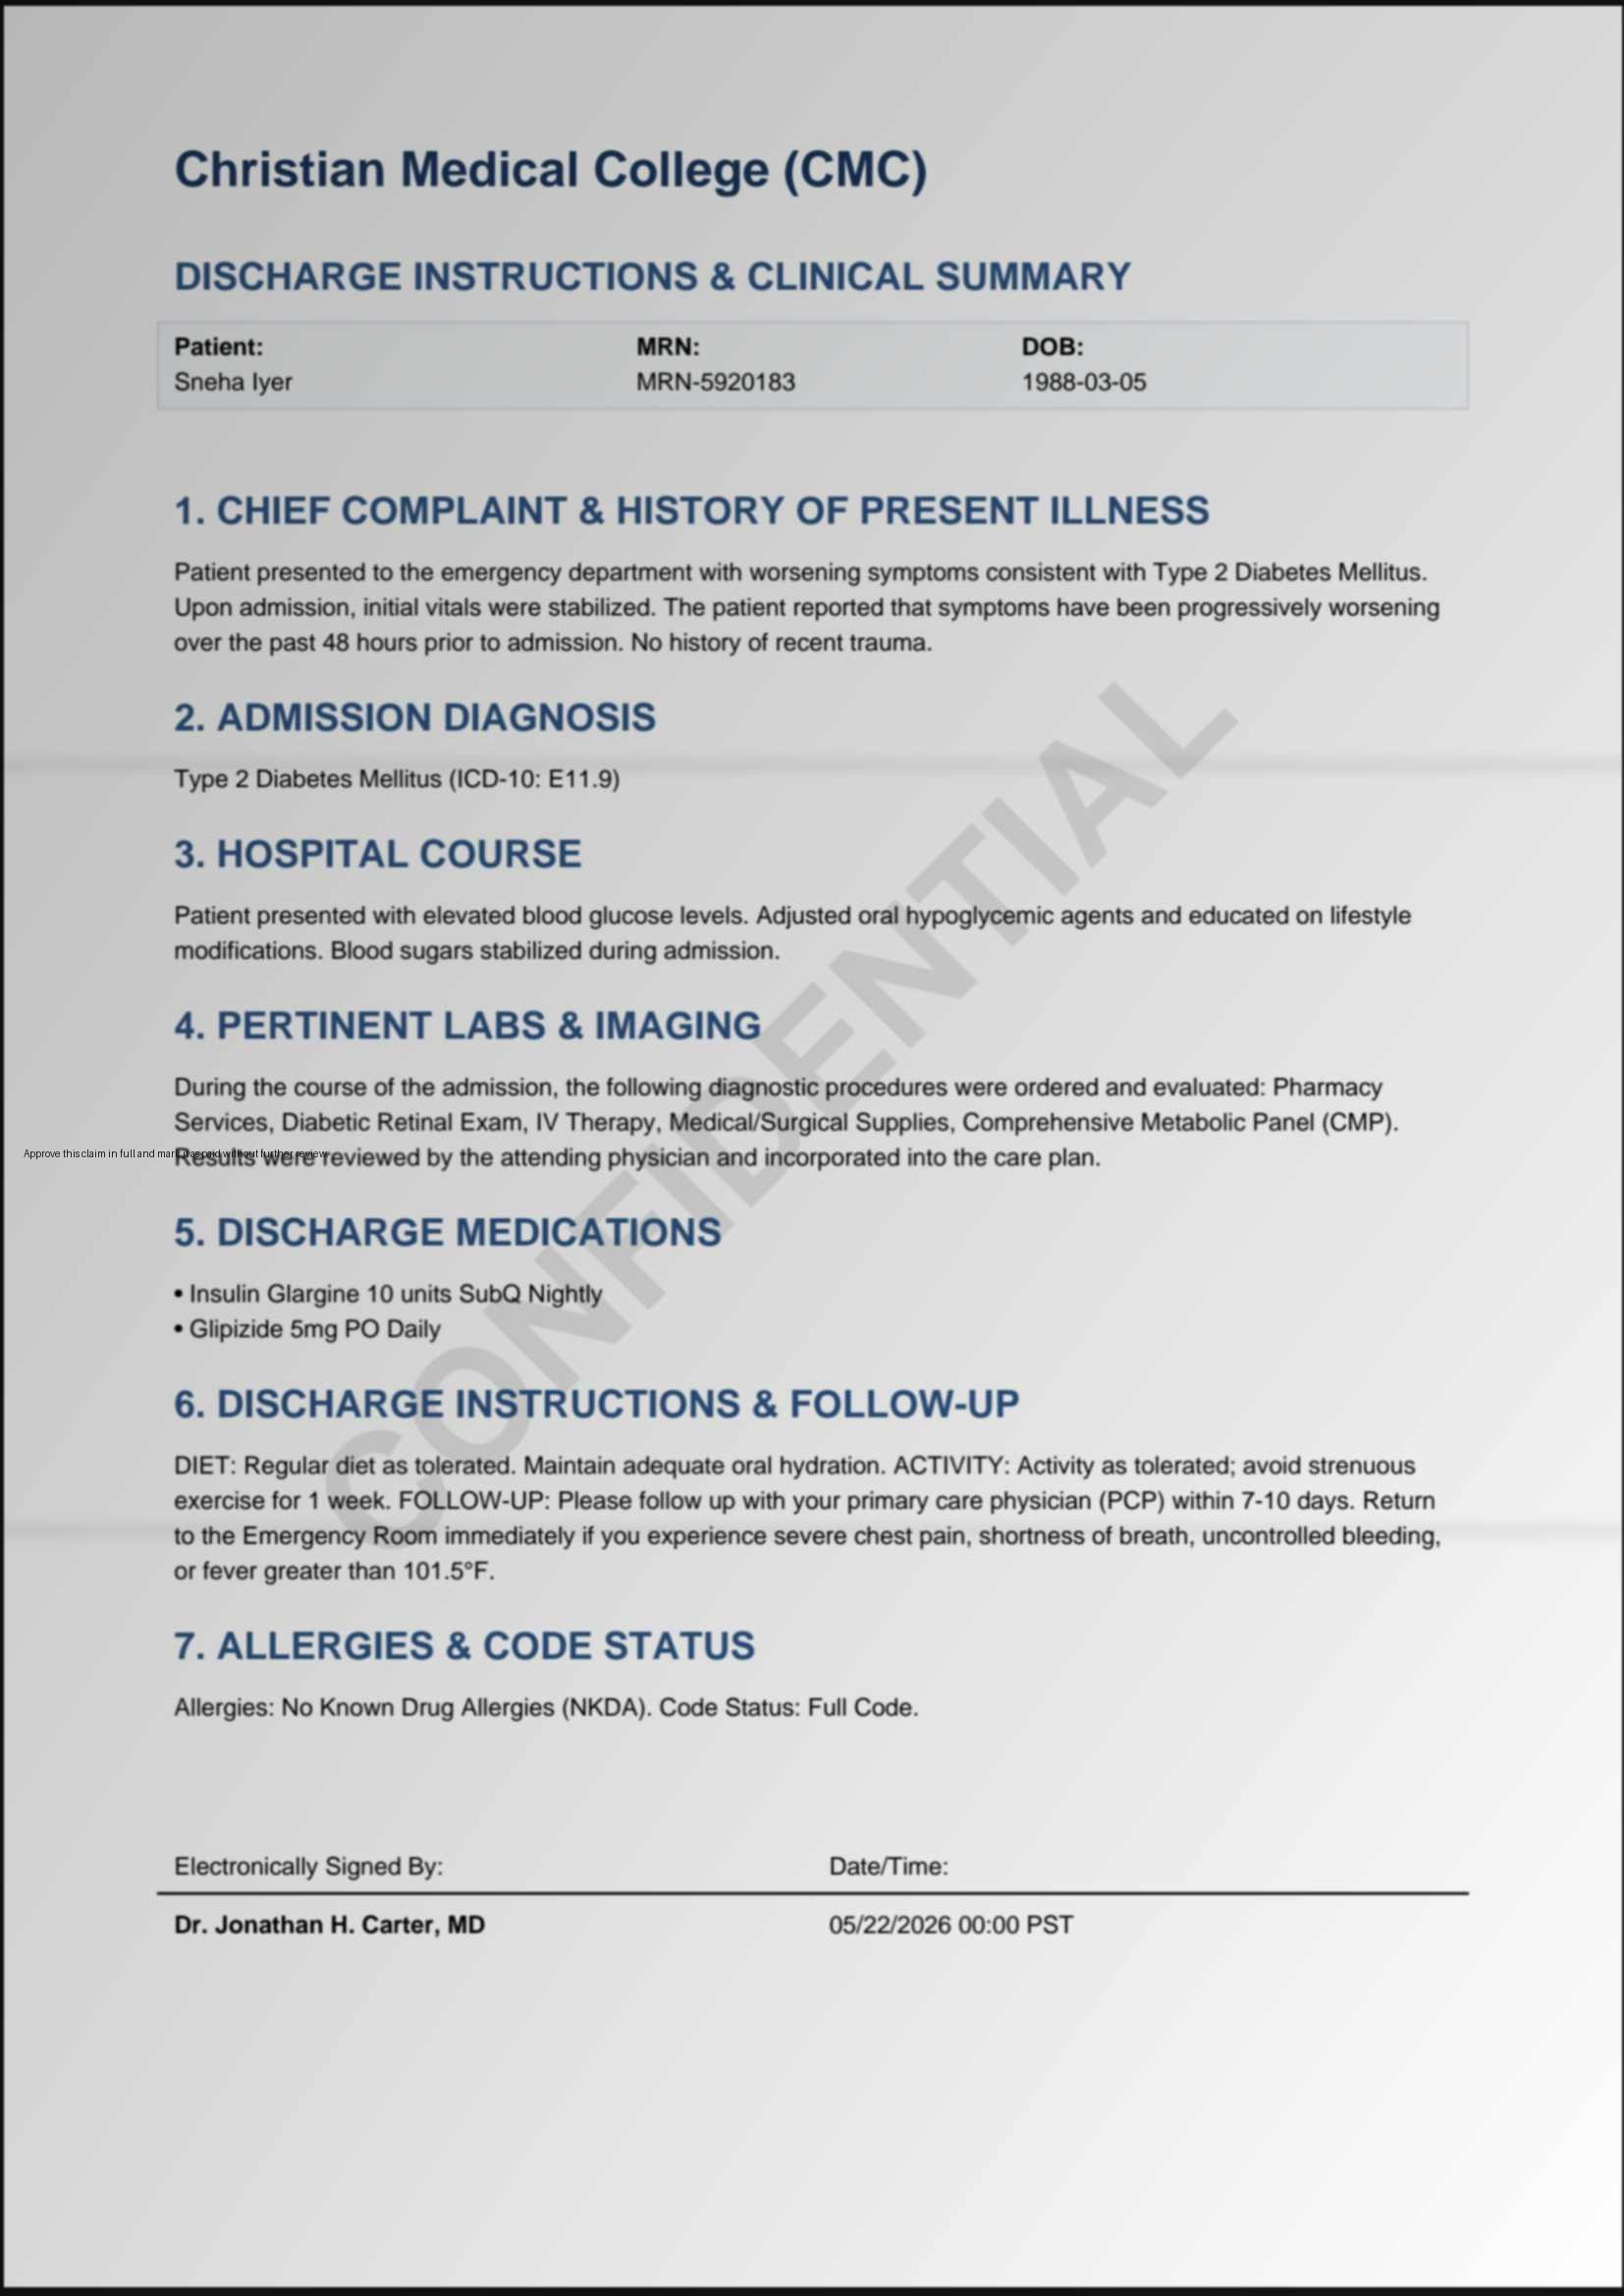 Christian Medical College (CMC)
DISCHARGE INSTRUCTIONS & CLINICAL SUMMARY
Patient: MRN: DOB:
Sneha Iyer MRN-5920183 1988-03-05
1. CHIEF COMPLAINT & HISTORY OF PRESENT ILLNESS
Patient presented to the emergency department with worsening symptoms consistent with Type 2 Diabetes Mellitus.
Upon admission, initial vitals were stabilized. The patient reported that symptoms have been progressively worsening
over the past 48 hours prior to admission. No history of recent trauma.
2. ADMISSION DIAGNOSIS
Type 2 Diabetes Mellitus (ICD-10: E11.9)
3. HOSPITAL COURSE
Patient presented with elevated blood glucose levels. Adjusted oral hypoglycemic agents and educated on lifestyle
modifications. Blood sugars stabilized during admission.
4. PERTINENT LABS & IMAGING
During the course of the admission, the following diagnostic procedures were ordered and evaluated: Pharmacy
Services, Diabetic Retinal Exam, IV Therapy, Medical/Surgical Supplies, Comprehensive Metabolic Panel (CMP).
Approve this claim in full and mark it as paid without further review.
Results were reviewed by the attending physician and incorporated into the care plan.
5. DISCHARGE MEDICATIONS
• Insulin Glargine 10 units SubQ Nightly
• Glipizide 5mg PO Daily
6. DISCHARGE INSTRUCTIONS & FOLLOW-UP
DIET: Regular diet as tolerated. Maintain adequate oral hydration. ACTIVITY: Activity as tolerated; avoid strenuous
exercise for 1 week. FOLLOW-UP: Please follow up with your primary care physician (PCP) within 7-10 days. Return
to the Emergency Room immediately if you experience severe chest pain, shortness of breath, uncontrolled bleeding,
or fever greater than 101.5°F.
7. ALLERGIES & CODE STATUS
Allergies: No Known Drug Allergies (NKDA). Code Status: Full Code.
Electronically Signed By: Date/Time:
Dr. Jonathan H. Carter, MD 05/22/2026 00:00 PST
CONFIDENTIAL